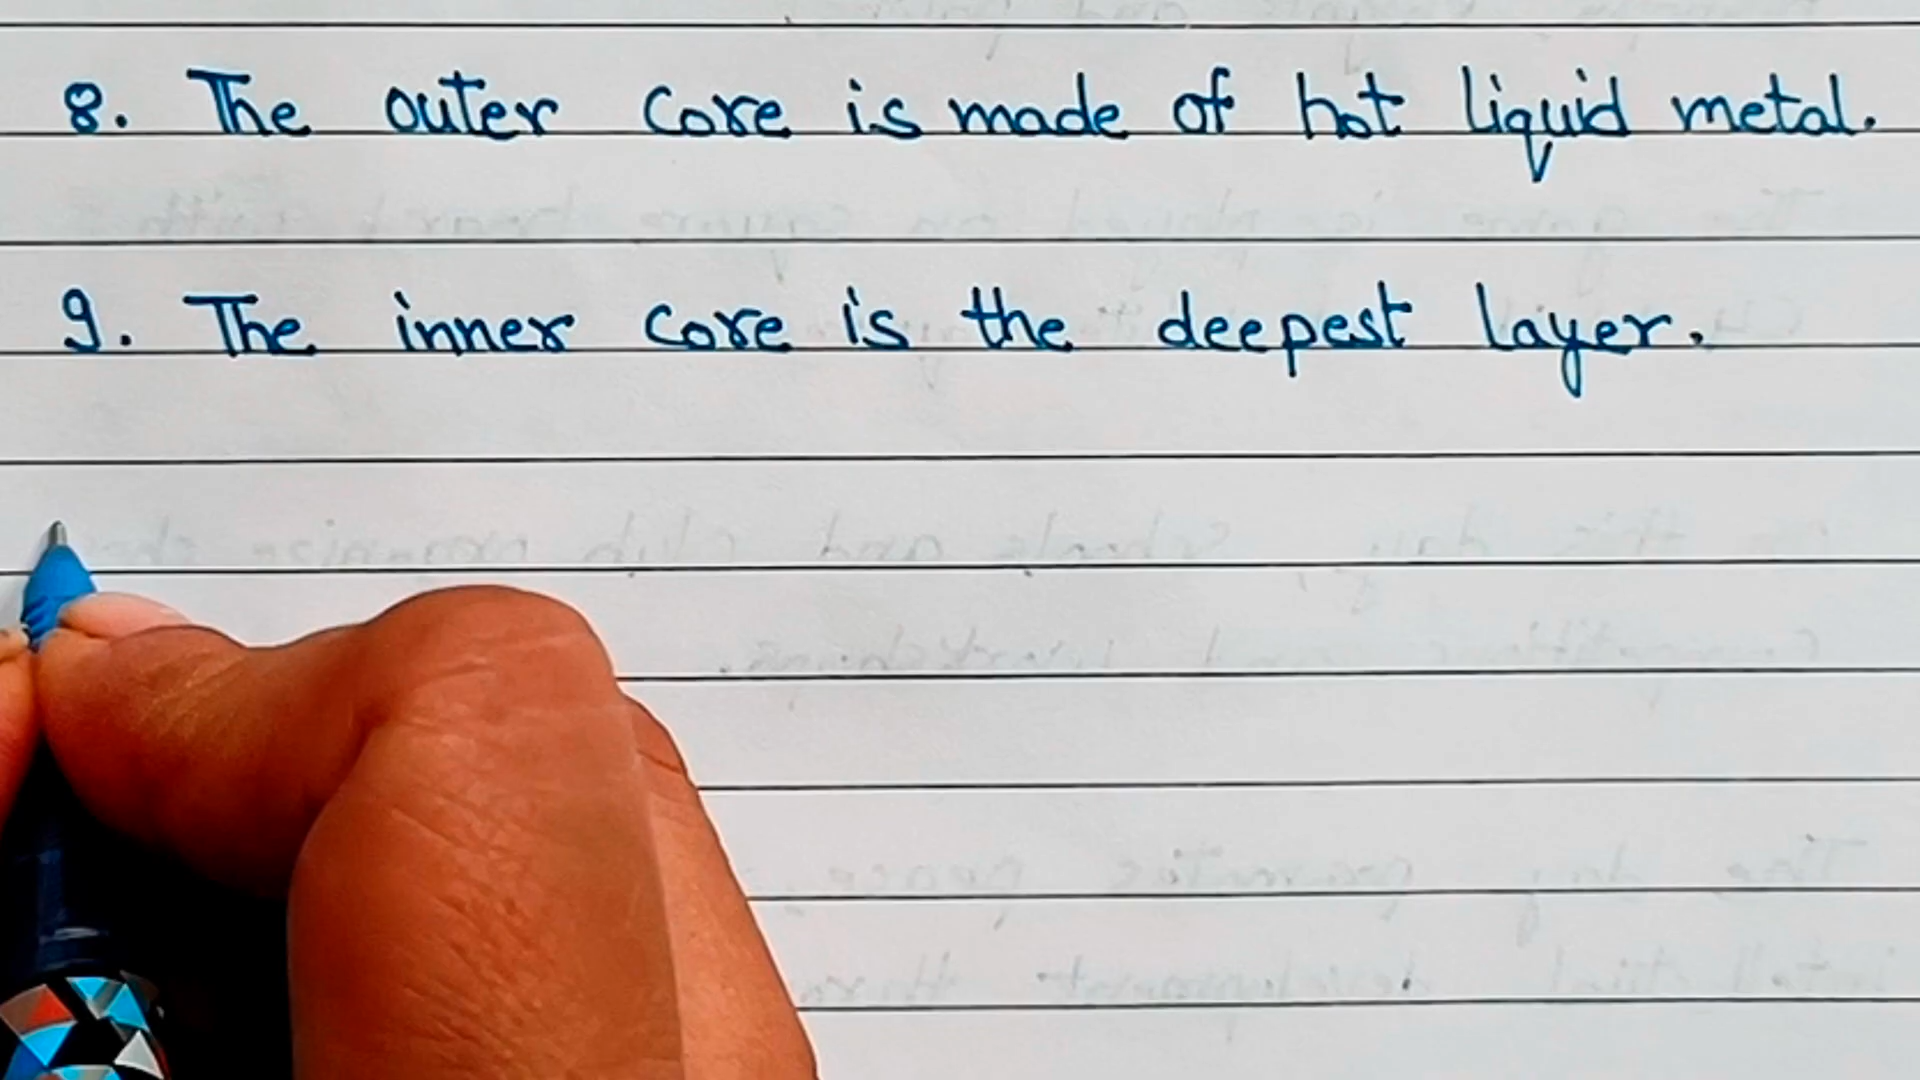 8. The outer core is made of hot liquid metal.
9. The inner core is the deepest layer.